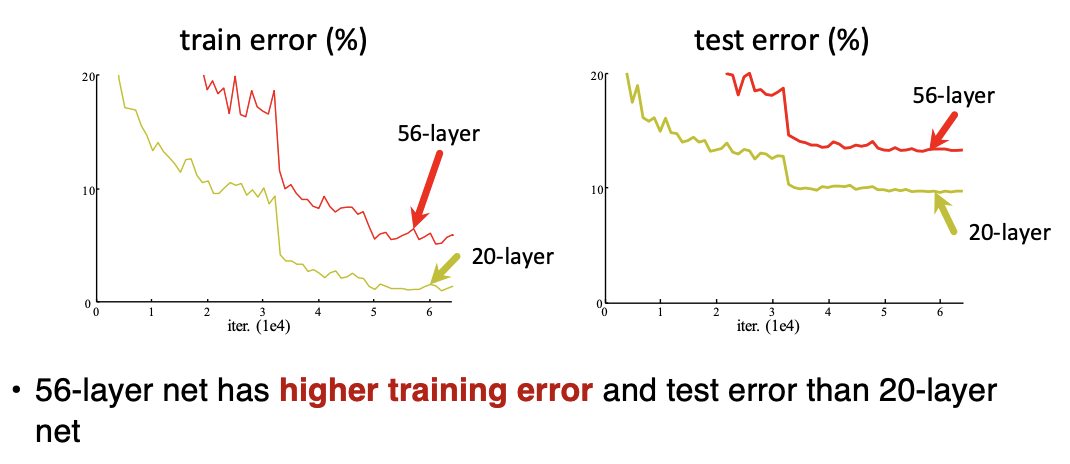 train error (%)
20
10
0
0 1 2 3 4 5 6
iter. (1e4)
56-layer
20-layer
test error (%)
20
10
0
0 1 2 3 4 5 6
iter. (1e4)
56-layer
20-layer
• 56-layer net has higher training error and test error than 20-layer
net